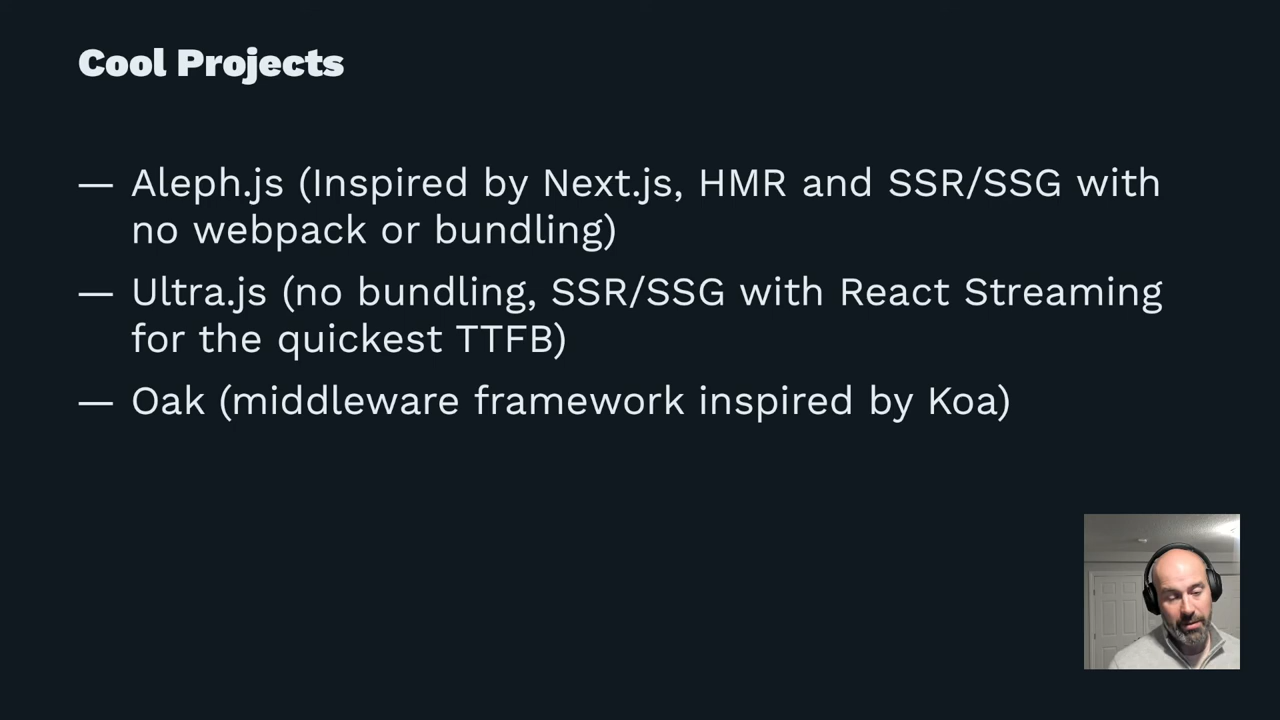 Cool Projects
— Aleph.js (Inspired by Next.js, HMR and SSR/SSG with
no webpack or bundling)
— Ultra.js (no bundling, SSR/SSG with React Streaming
for the quickest TTFB)
— Oak (middleware framework inspired by Koa)